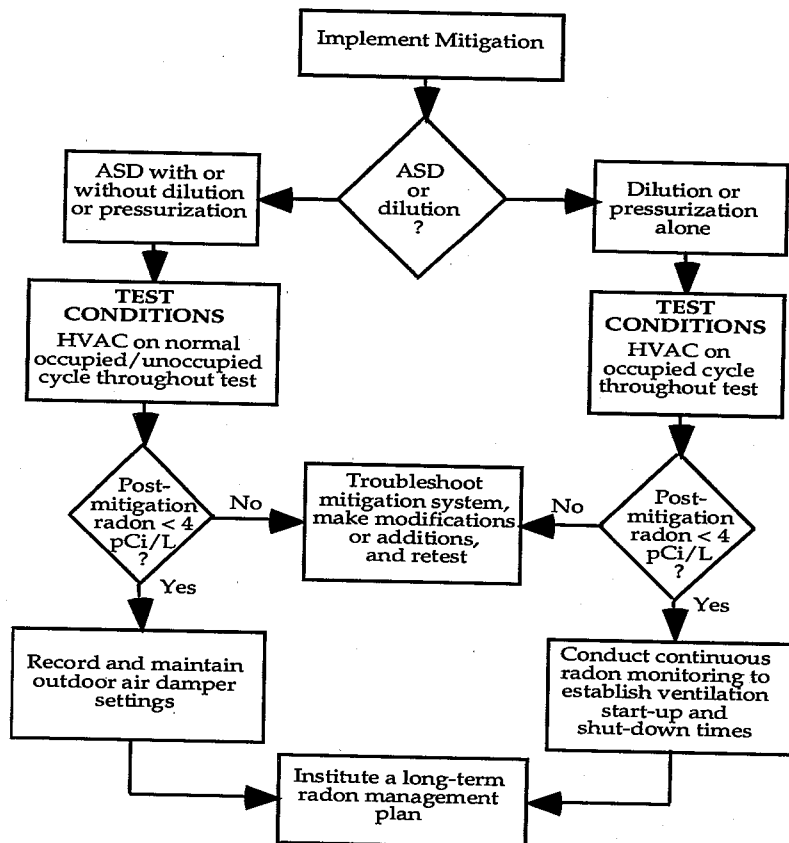 Implement Mitigation
ASD
or
dilution
?
ASD with or
without dilution
or pressurization
Dilution or
pressurization
alone
TEST
CONDITIONS
HVAC on normal
occupied/unoccupied
cycle throughout test
TEST
CONDITIONS
HVAC on
occupied cycle
throughout test
Post-
mitigation
radon < 4
pCi/L
?
No
Troubleshoot
mitigation system,
make modifications
or additions,
and retest
No
Post-
mitigation
radon < 4
pCi/L
?
Yes
Yes
Record and maintain
outdoor air damper
settings
Conduct continuous
radon monitoring to
establish ventilation
start-up and
shut-down times
Institute a long-term
radon management
plan